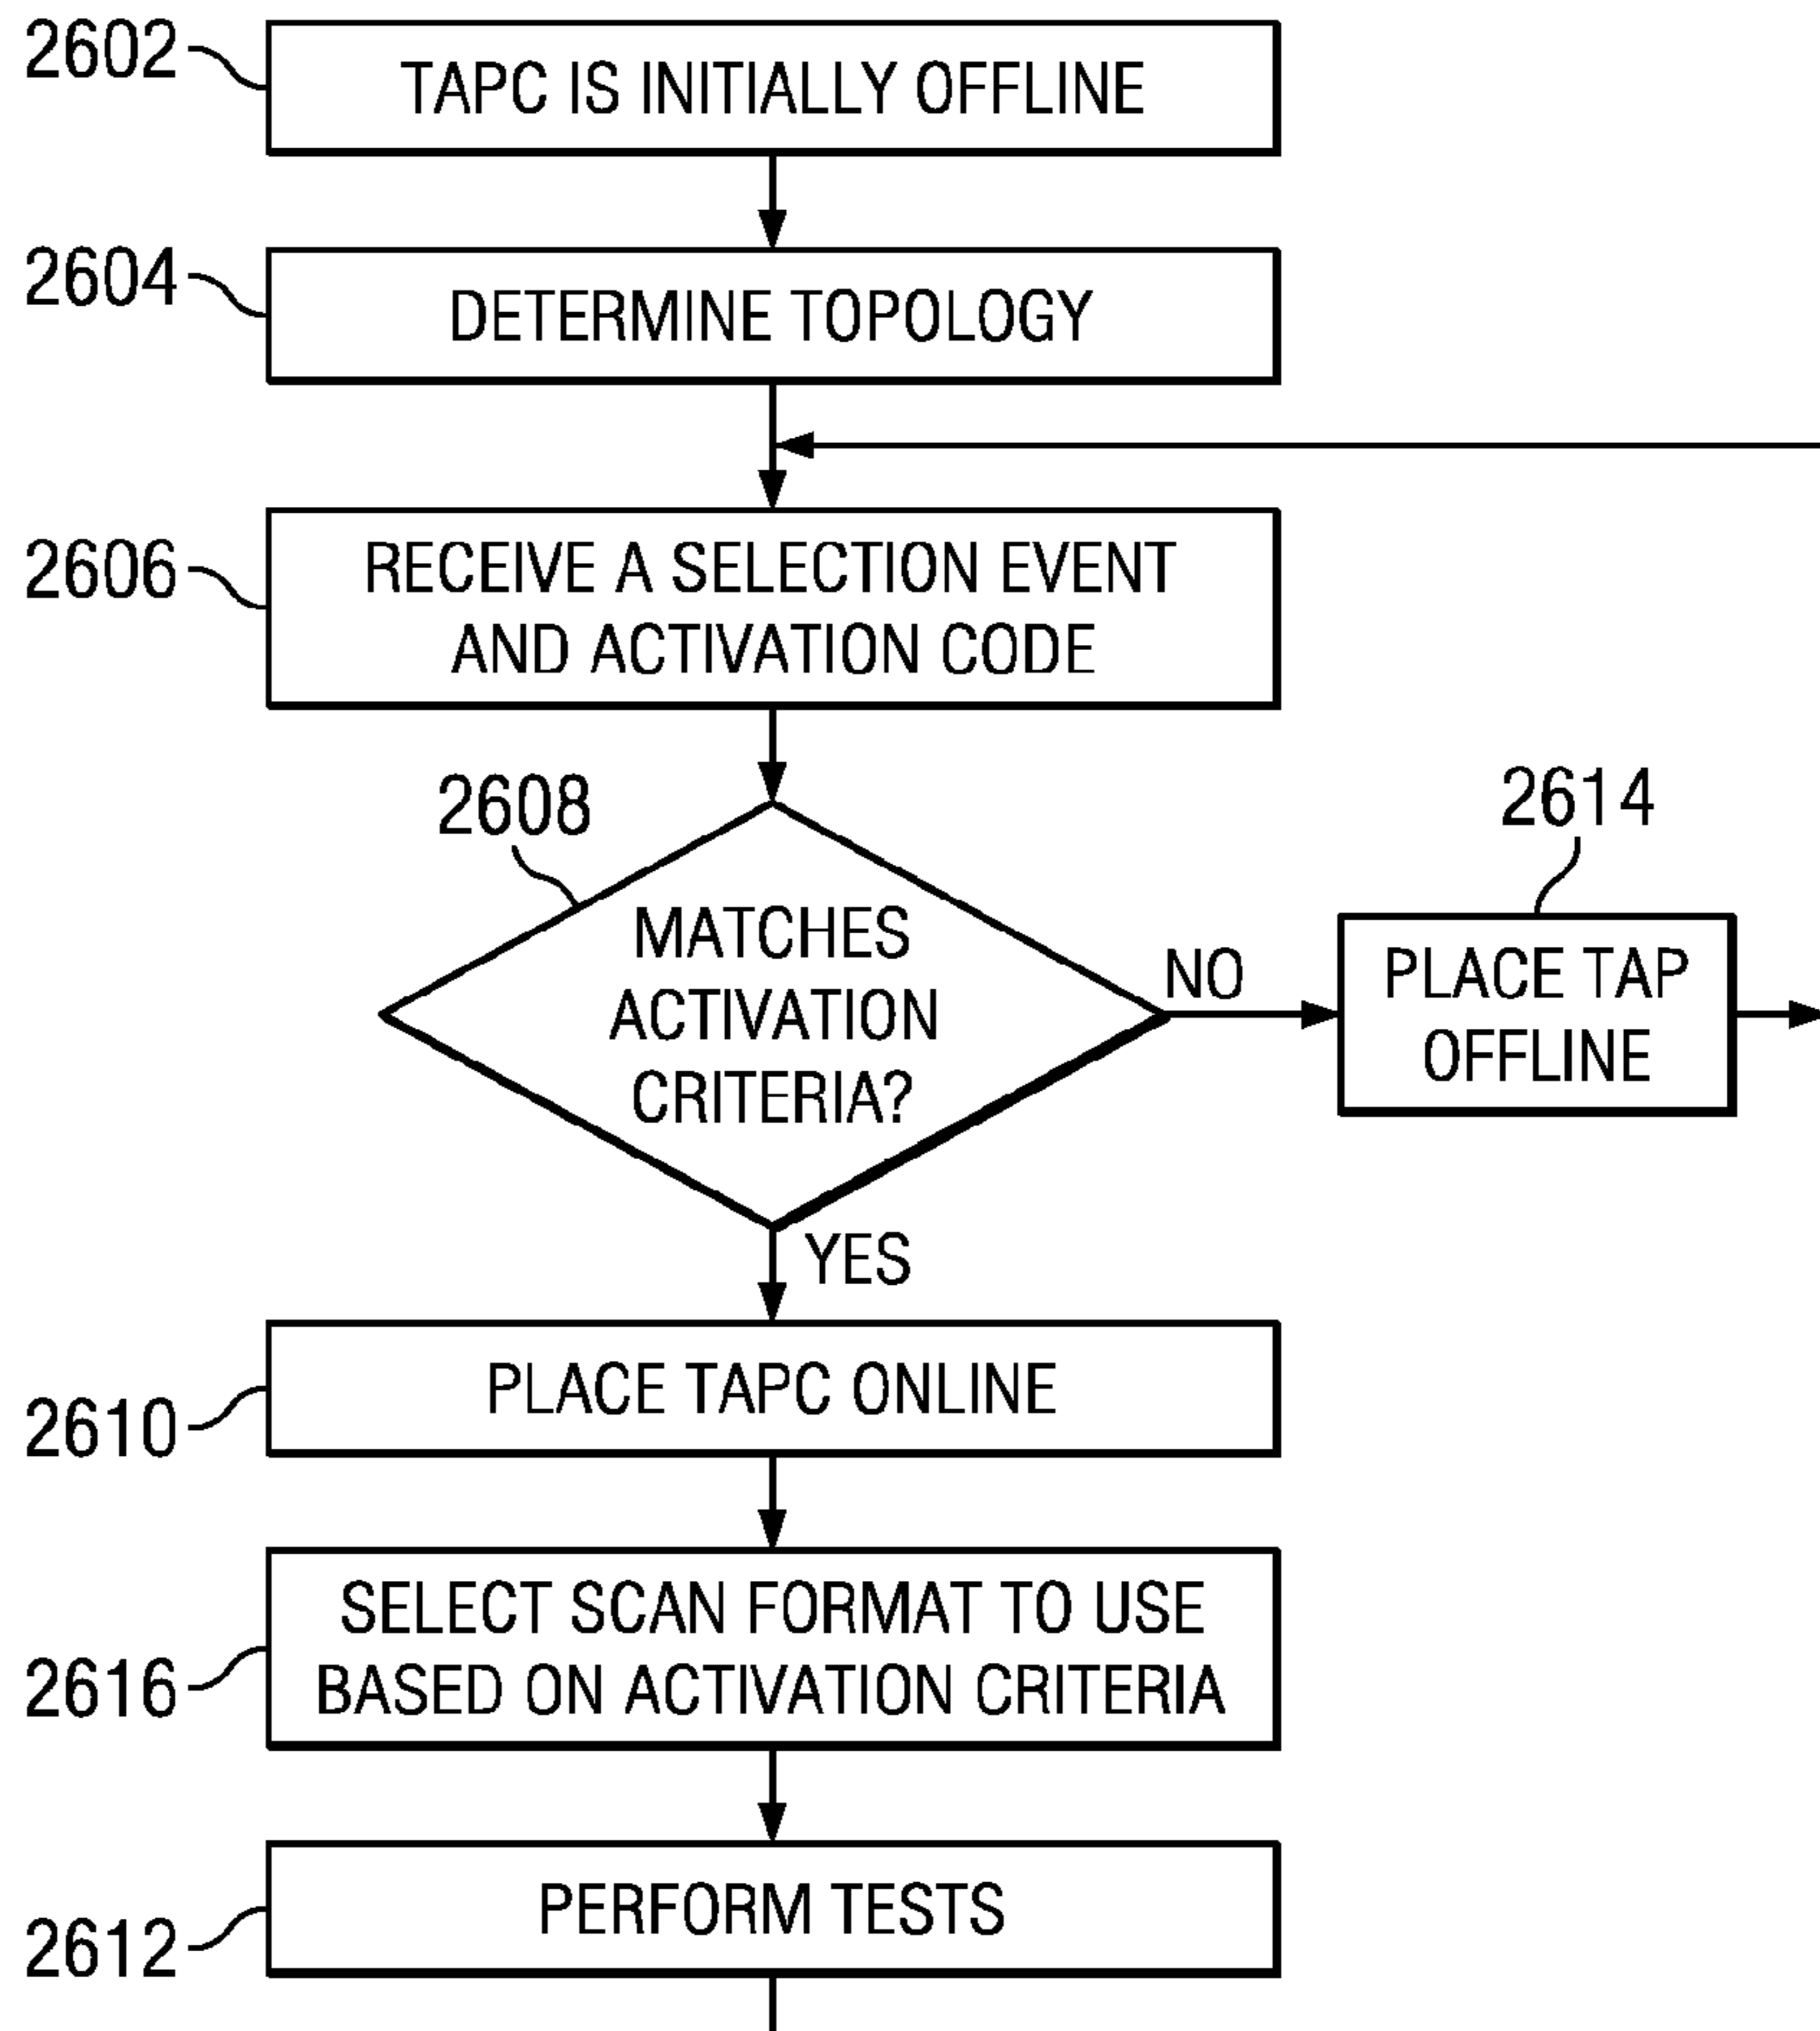 2602
TAPC IS INITIALLY OFFLINE
2604
DETERMINE TOPOLOGY
2606
RECEIVE A SELECTION EVENT
AND ACTIVATION CODE
2608
MATCHES
ACTIVATION
CRITERIA?
NO
2614
PLACE TAP
OFFLINE
YES
2610
PLACE TAPC ONLINE
2616
SELECT SCAN FORMAT TO USE
BASED ON ACTIVATION CRITERIA
2612
PERFORM TESTS